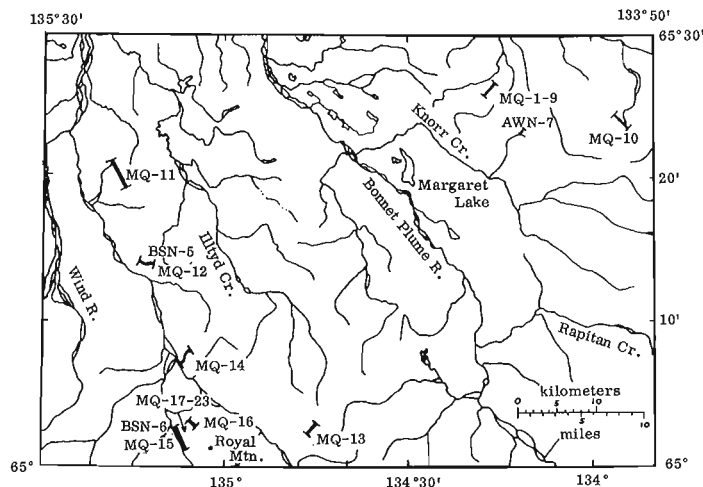 135°30'
133°50'
65°30'
MQ-1-9
AWN-7
MQ-10
Knorr Cr.
MQ-11
Margaret
Lake
20'
Bonnet Plume R.
BSN-5
MQ-12
Illtyd Cr.
Wind R.
10'
Rapitan Cr.
MQ-14
kilometers
0 5 10
10
miles
MQ-17-23
MQ-16
BSN-6
MQ-15
Royal
Mtn.
MQ-13
65°
135°
134°30'
134°